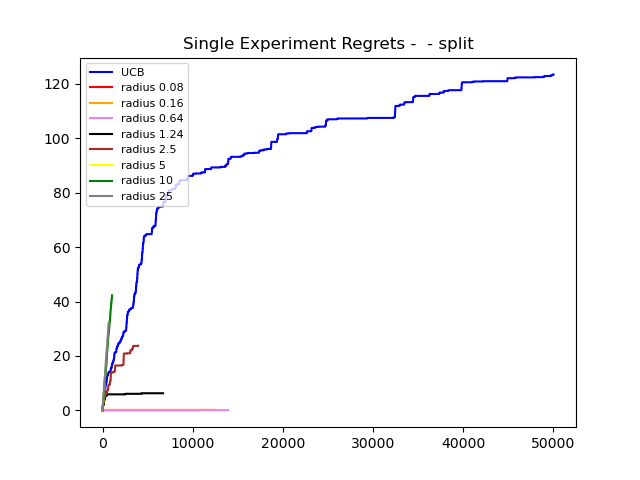 Single Experiment Regrets -  - split
UCB
radius 0.08
radius 0.16
radius 0.64
radius 1.24
radius 2.5
radius 5
radius 10
radius 25
120
100
80
60
40
20
0
0 10000 20000 30000 40000 50000